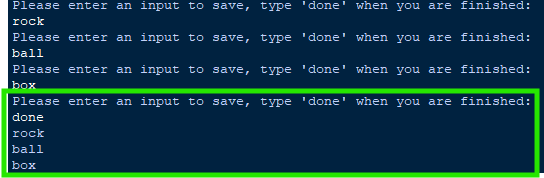 Please enter an input to save, type 'done' when you are finished:
rock
Please enter an input to save, type 'done' when you are finished:
ball
Please enter an input to save, type 'done' when you are finished:
box
Please enter an input to save, type 'done' when you are finished:
done
rock
ball
box